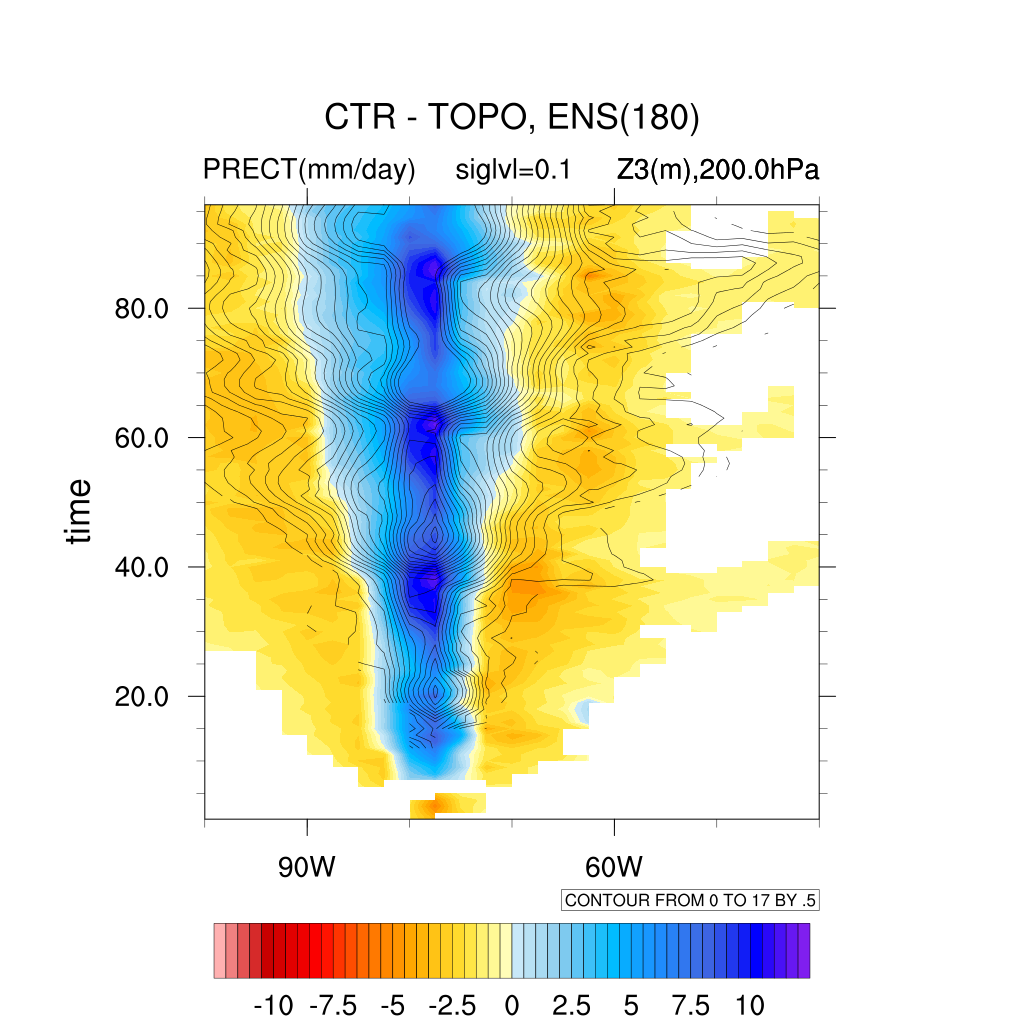 CTR - TOPO, ENS(180)
PRECT(mm/day) siglvl=0.1 Z3(m),200.0hPa
80.0
60.0
40.0
20.0
time
90W 60W
CONTOUR FROM 0 TO 17 BY .5
-10 -7.5 -5 -2.5 0 2.5 5 7.5 10